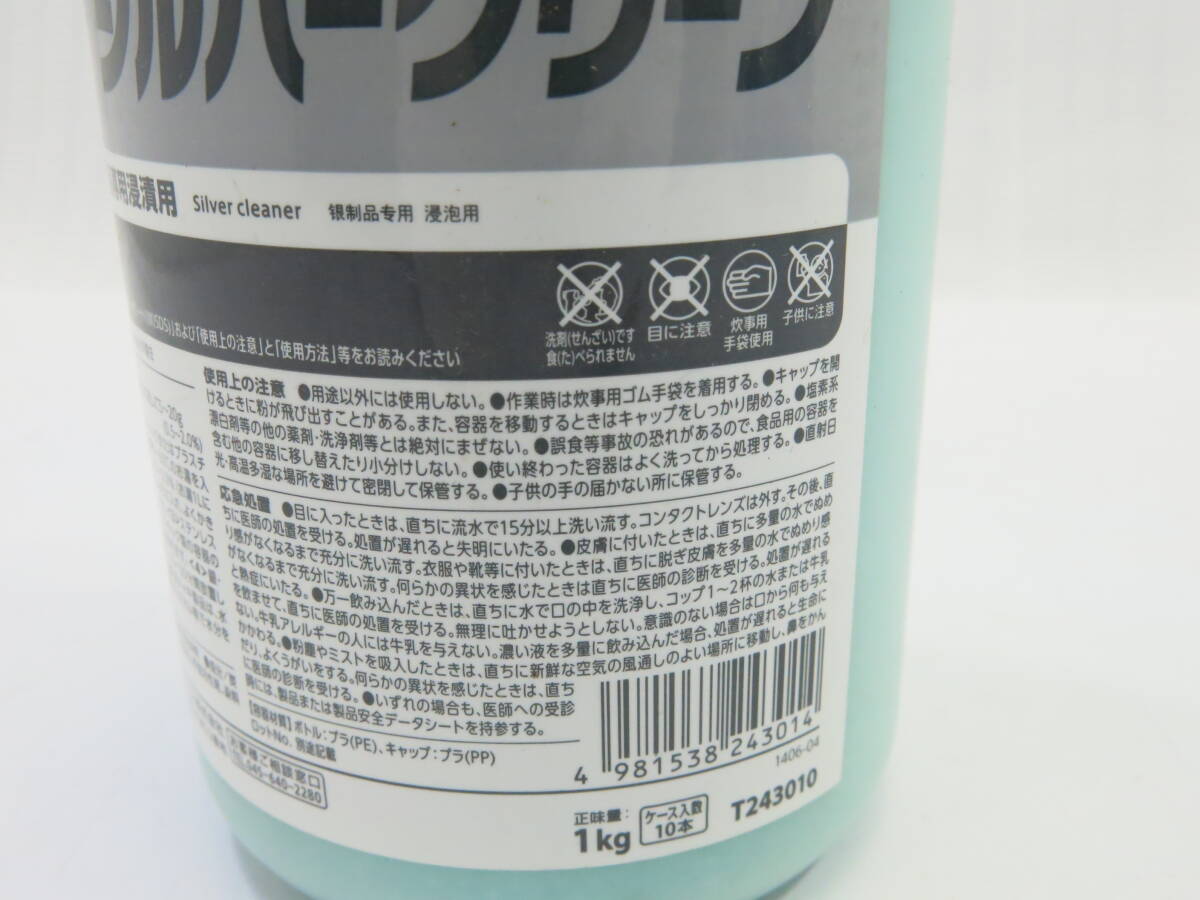 ルバークリーン
用浸漬用 Silver cleaner 银制品专用 浸泡用
洗剤(せんざい)です
食(た)べられません
目に注意
炊事用
手袋使用
子供に注意
(SDS)」および「使用上の注意」と「使用方法」等をお読みください
使用上の注意 ●用途以外には使用しない。●作業時は炊事用ゴム手袋を着用する。●キャップを開
けるときに粉が飛び出すことがある。また、容器を移動するときはキャップをしっかり閉める。●塩素系
漂白剤等の他の薬剤・洗浄剤等とは絶対にまぜない。●誤食等事故の恐れがあるので、食品用の容器を
含む他の容器に移し替えたり小分けしない。●使い終わった容器はよく洗ってから処理する。●直射日
光・高温多湿な場所を避けて密閉して保管する。●子供の手の届かない所に保管する。
応急処置 ●目に入ったときは、直ちに流水で15分以上洗い流す。コンタクトレンズは外す。その後、直
ちに医師の処置を受ける。処置が遅れると失明にいたる。●皮膚に付いたときは、直ちに多量の水でぬめ
り感がなくなるまで充分に洗い流す。衣服や靴等に付いたときは、直ちに脱ぎ皮膚を多量の水でぬめり感
がなくなるまで充分に洗い流す。何らかの異状を感じたときは直ちに医師の診断を受ける。処置が遅れる
と熱症にいたる。●万一飲み込んだときは、直ちに水で口の中を洗浄し、コップ1～2杯の水または牛乳
を飲ませて、直ちに医師の処置を受ける。無理に吐かせようとしない。意識のない場合は口から何も与え
ない。牛乳アレルギーの人には牛乳を与えない。濃い液を多量に飲み込んだ場合、処置が遅れると生命に
かかわる。●粉塵やミストを吸入したときは、直ちに新鮮な空気の風通しのよい場所に移動し、鼻をかん
だり、よくうがいをする。何らかの異状を感じたときは、直ち
に医師の診断を受ける。●いずれの場合も、医師への受診
時には、製品または製品安全データシートを持参する。
【容器材質】ボトル:プラ(PE)、キャップ:プラ(PP)
ロットNo. 別途記載
お客様ご相談窓口
TEL.045-640-2280
4 981538 243014
1406-04
正味量:
1kg
ケース入数
10本
T243010